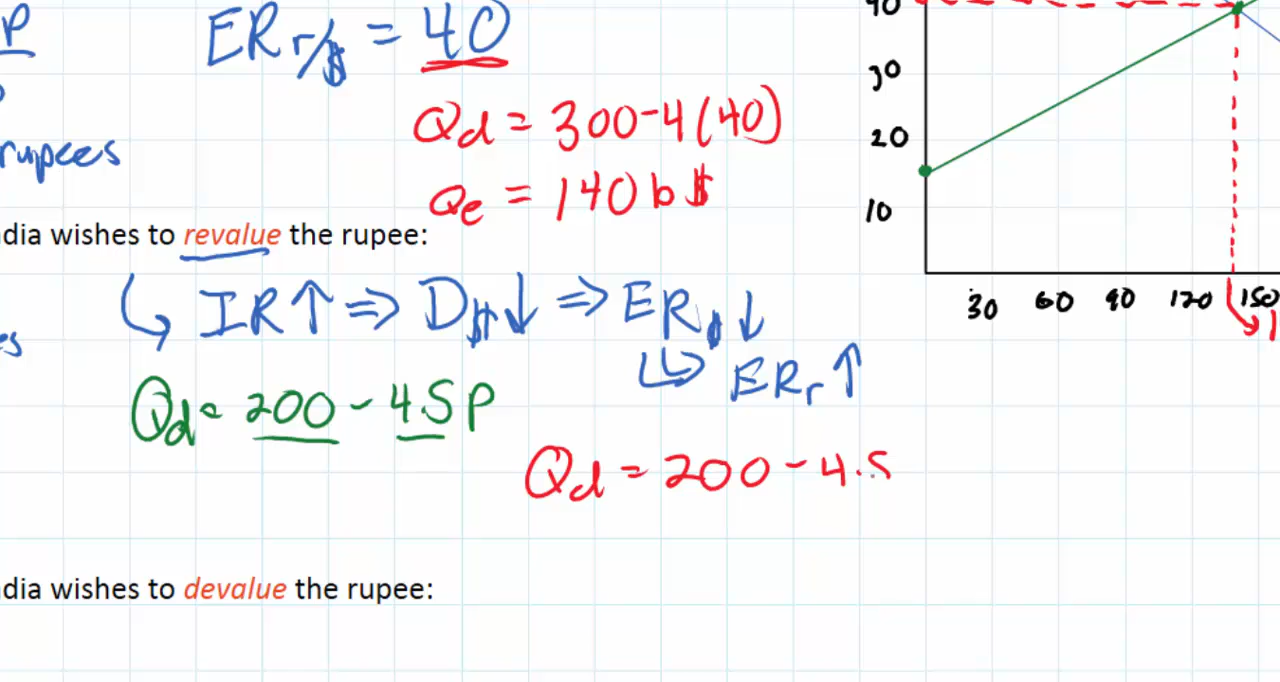 P
ER r/$ = 40
Qd = 300-4(40)
rupees
Qe = 140 b $
dia wishes to revalue the rupee:
IR↑ ⇒ D$↓ ⇒ ER$↓
ERr↑
es
Qd = 200 - 4.5P
Qd = 200 - 4.5
dia wishes to devalue the rupee:
40
30
20
10
30 60 90 120 150